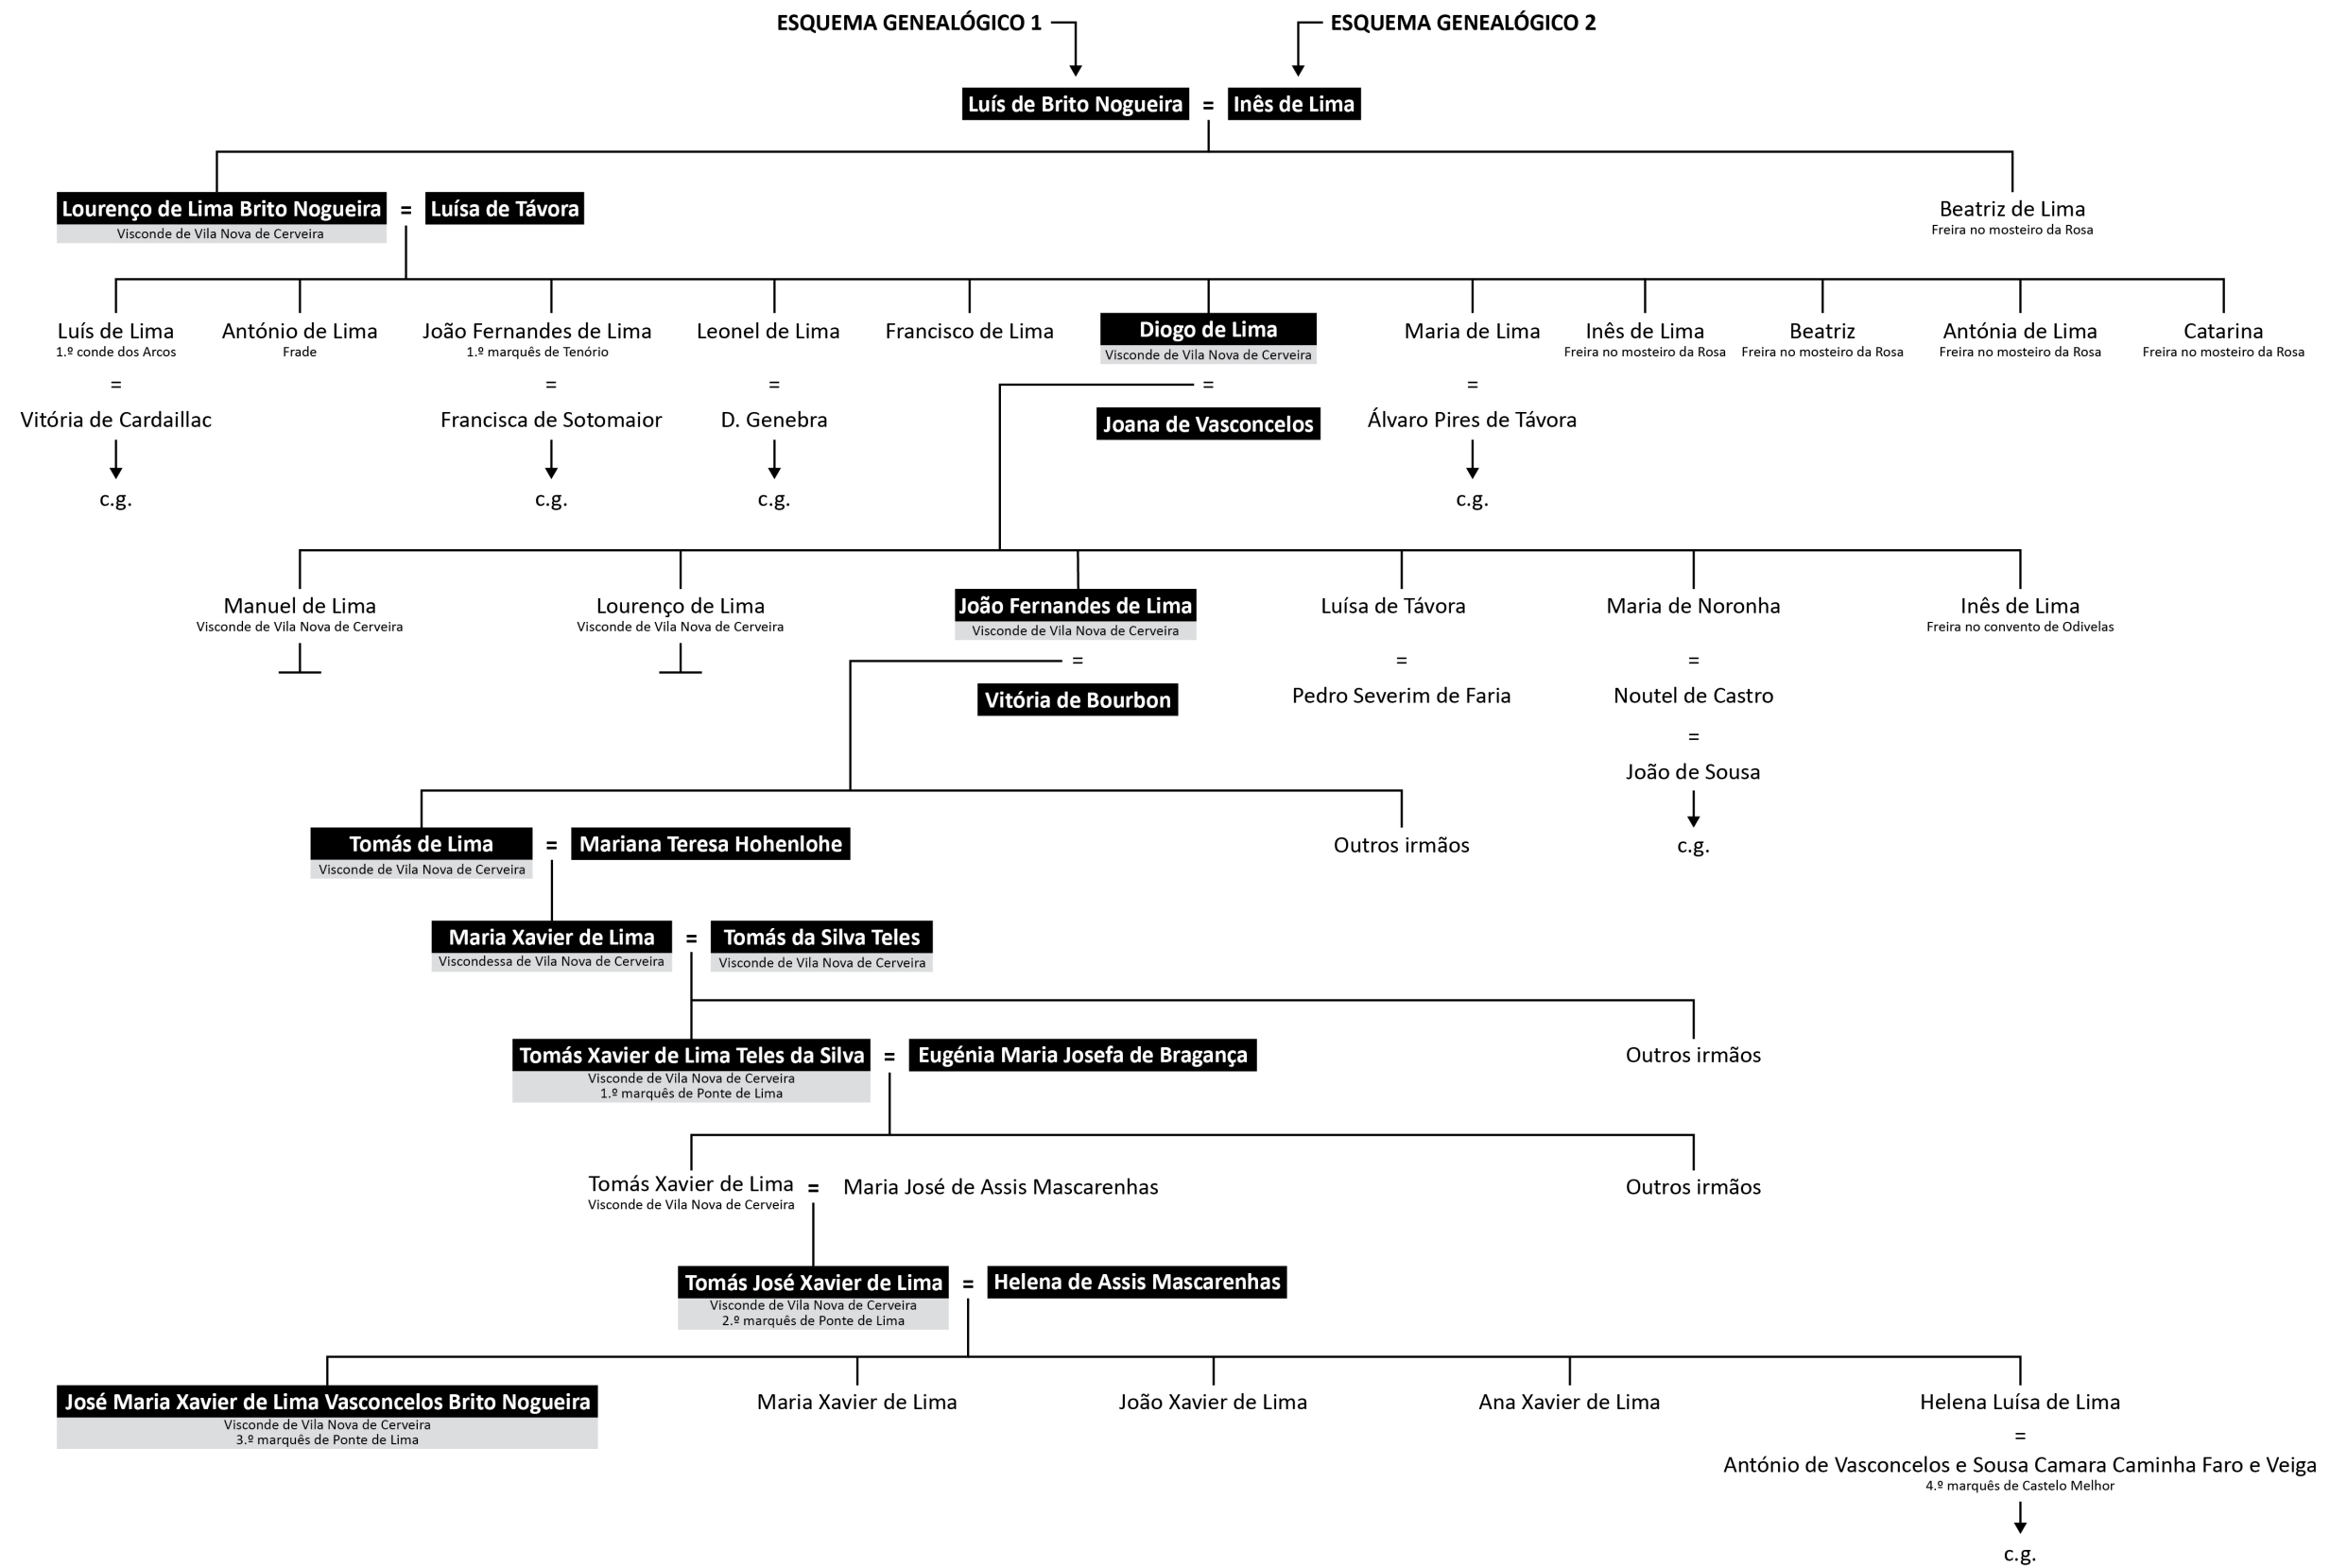 ESQUEMA GENEALÓGICO 1
ESQUEMA GENEALÓGICO 2
Luís de Brito Nogueira = Inês de Lima
Lourenço de Lima Brito Nogueira = Luísa de Távora
Visconde de Vila Nova de Cerveira
Beatriz de Lima
Freira no mosteiro da Rosa
Luís de Lima
1.º conde dos Arcos
=
Vitória de Cardaillac
c.g.
António de Lima
Frade
João Fernandes de Lima
1.º marquês de Tenório
=
Francisca de Sotomaior
c.g.
Leonel de Lima
=
D. Genebra
c.g.
Francisco de Lima
Diogo de Lima
Visconde de Vila Nova de Cerveira
=
Joana de Vasconcelos
Maria de Lima
=
Álvaro Pires de Távora
c.g.
Inês de Lima
Freira no mosteiro da Rosa
Beatriz
Freira no mosteiro da Rosa
Antónia de Lima
Freira no mosteiro da Rosa
Catarina
Freira no mosteiro da Rosa
Manuel de Lima
Visconde de Vila Nova de Cerveira
Lourenço de Lima
Visconde de Vila Nova de Cerveira
João Fernandes de Lima
Visconde de Vila Nova de Cerveira
=
Vitória de Bourbon
Luísa de Távora
=
Pedro Severim de Faria
Maria de Noronha
=
Noutel de Castro
=
João de Sousa
c.g.
Inês de Lima
Freira no convento de Odivelas
Tomás de Lima = Mariana Teresa Hohenlohe
Visconde de Vila Nova de Cerveira
Outros irmãos
Maria Xavier de Lima = Tomás da Silva Teles
Viscondessa de Vila Nova de Cerveira
Visconde de Vila Nova de Cerveira
Tomás Xavier de Lima Teles da Silva = Eugénia Maria Josefa de Bragança
Visconde de Vila Nova de Cerveira
1.º marquês de Ponte de Lima
Outros irmãos
Tomás Xavier de Lima = Maria José de Assis Mascarenhas
Visconde de Vila Nova de Cerveira
Outros irmãos
Tomás José Xavier de Lima = Helena de Assis Mascarenhas
Visconde de Vila Nova de Cerveira
2.º marquês de Ponte de Lima
José Maria Xavier de Lima Vasconcelos Brito Nogueira
Visconde de Vila Nova de Cerveira
3.º marquês de Ponte de Lima
Maria Xavier de Lima
João Xavier de Lima
Ana Xavier de Lima
Helena Luísa de Lima
=
António de Vasconcelos e Sousa Camara Caminha Faro e Veiga
4.º marquês de Castelo Melhor
c.g.